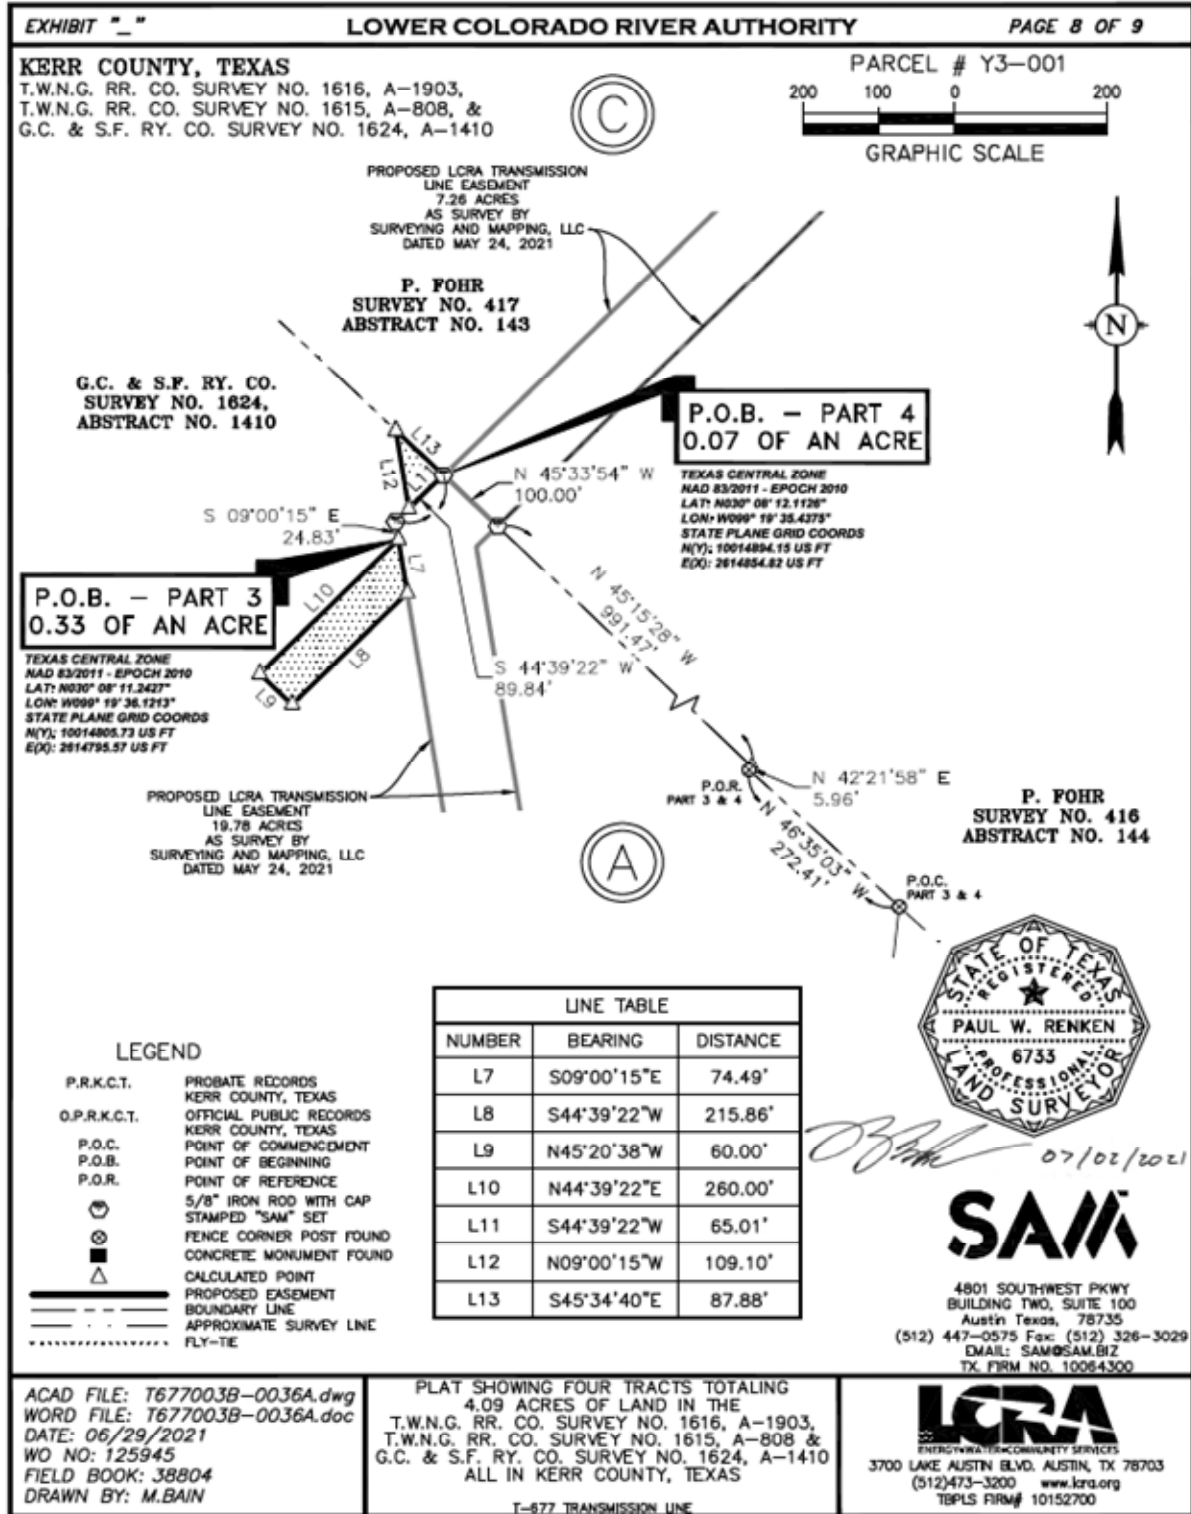 EXHIBIT "_"
LOWER COLORADO RIVER AUTHORITY
PAGE 8 OF 9
KERR COUNTY, TEXAS
T.W.N.G. RR. CO. SURVEY NO. 1616, A-1903,
T.W.N.G. RR. CO. SURVEY NO. 1615, A-808, &
G.C. & S.F. RY. CO. SURVEY NO. 1624, A-1410
C
PARCEL # Y3-001
200 100 0 200
GRAPHIC SCALE
PROPOSED LCRA TRANSMISSION
LINE EASEMENT
7.26 ACRES
AS SURVEY BY
SURVEYING AND MAPPING, LLC
DATED MAY 24, 2021
P. FOHR
SURVEY NO. 417
ABSTRACT NO. 143
N
G.C. & S.F. RY. CO.
SURVEY NO. 1624,
ABSTRACT NO. 1410
P.O.B. - PART 4
0.07 OF AN ACRE
TEXAS CENTRAL ZONE
NAD 83/2011 - EPOCH 2010
LAT: N030° 08' 12.1126"
LON: W099° 19' 35.4375"
STATE PLANE GRID COORDS
N(Y): 10014894.15 US FT
E(X): 2614854.82 US FT
L13
L12
L11
N 45°33'54" W
100.00'
S 09°00'15" E
24.83'
L7
L10
L8
L9
P.O.B. - PART 3
0.33 OF AN ACRE
TEXAS CENTRAL ZONE
NAD 83/2011 - EPOCH 2010
LAT: N030° 08' 11.2427"
LON: W099° 19' 36.1213"
STATE PLANE GRID COORDS
N(Y): 10014805.73 US FT
E(X): 2614795.57 US FT
N 45°15'28" W
991.47'
S 44°39'22" W
89.84'
PROPOSED LCRA TRANSMISSION
LINE EASEMENT
19.78 ACRES
AS SURVEY BY
SURVEYING AND MAPPING, LLC
DATED MAY 24, 2021
P.O.R.
PART 3 & 4
N 42°21'58" E
5.96'
N 46°35'03" W
272.41'
P. FOHR
SURVEY NO. 416
ABSTRACT NO. 144
A
P.O.C.
PART 3 & 4
STATE OF TEXAS
REGISTERED
PAUL W. RENKEN
6733
PROFESSIONAL
LAND SURVEYOR
07/02/2021
LINE TABLE
NUMBER BEARING DISTANCE
L7 S09°00'15"E 74.49'
L8 S44°39'22"W 215.86'
L9 N45°20'38"W 60.00'
L10 N44°39'22"E 260.00'
L11 S44°39'22"W 65.01'
L12 N09°00'15"W 109.10'
L13 S45°34'40"E 87.88'
LEGEND
P.R.K.C.T. PROBATE RECORDS
KERR COUNTY, TEXAS
O.P.R.K.C.T. OFFICIAL PUBLIC RECORDS
KERR COUNTY, TEXAS
P.O.C. POINT OF COMMENCEMENT
P.O.B. POINT OF BEGINNING
P.O.R. POINT OF REFERENCE
5/8" IRON ROD WITH CAP
STAMPED "SAM" SET
FENCE CORNER POST FOUND
CONCRETE MONUMENT FOUND
CALCULATED POINT
PROPOSED EASEMENT
BOUNDARY LINE
APPROXIMATE SURVEY LINE
FLY-TIE
SAM
4801 SOUTHWEST PKWY
BUILDING TWO, SUITE 100
Austin Texas, 78735
(512) 447-0575 Fax: (512) 326-3029
EMAIL: SAM@SAM.BIZ
TX. FIRM NO. 10064300
ACAD FILE: T677003B-0036A.dwg
WORD FILE: T677003B-0036A.doc
DATE: 06/29/2021
WO NO: 125945
FIELD BOOK: 38804
DRAWN BY: M.BAIN
PLAT SHOWING FOUR TRACTS TOTALING
4.09 ACRES OF LAND IN THE
T.W.N.G. RR. CO. SURVEY NO. 1616, A-1903,
T.W.N.G. RR. CO. SURVEY NO. 1615, A-808 &
G.C. & S.F. RY. CO. SURVEY NO. 1624, A-1410
ALL IN KERR COUNTY, TEXAS
T-677 TRANSMISSION LINE
LCRA
ENERGY•WATER•COMMUNITY SERVICES
3700 LAKE AUSTIN BLVD. AUSTIN, TX 78703
(512)473-3200 www.lcra.org
TBPLS FIRM# 10152700